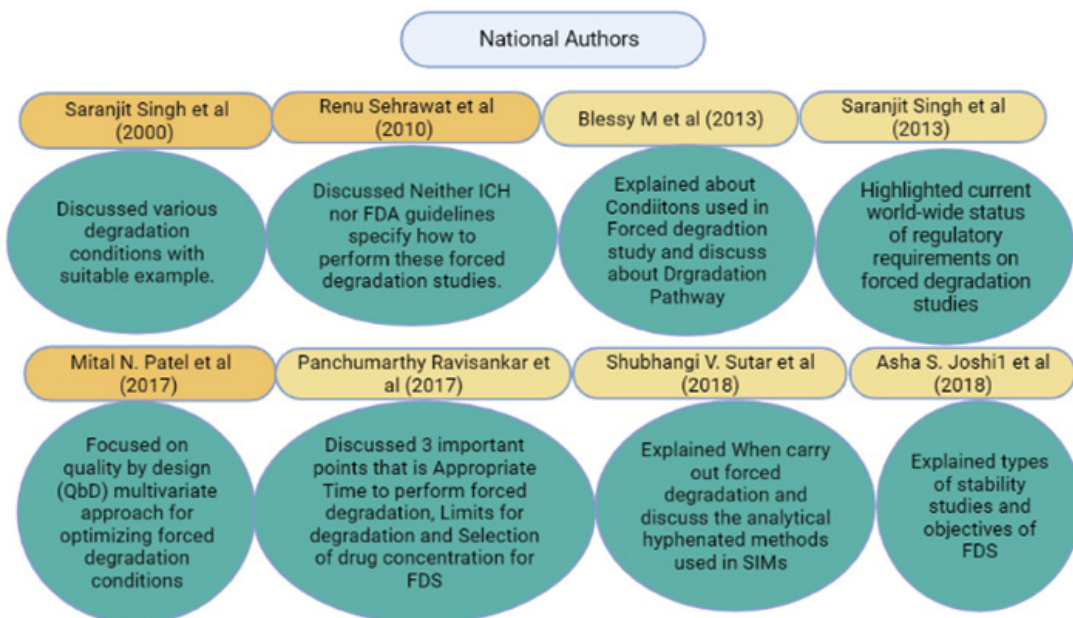 National Authors
Saranjit Singh et al
(2000)
Renu Sehrawat et al
(2010)
Blessy M et al (2013)
Saranjit Singh et al
(2013)
Discussed various
degradation
conditions with
suitable example.
Discussed Neither ICH
nor FDA guidelines
specify how to
perform these forced
degradation studies.
Explained about
Condiitons used in
Forced degradtion
study and discuss
about Drgradation
Pathway
Highlighted current
world-wide status
of regulatory
requirements on
forced degradation
studies
Mital N. Patel et al
(2017)
Panchumarthy Ravisankar et
al (2017)
Shubhangi V. Sutar et al
(2018)
Asha S. Joshi1 et al
(2018)
Focused on
quality by design
(QbD) multivariate
approach for
optimizing forced
degradation
conditions
Discussed 3 important
points that is Appropriate
Time to perform forced
degradation, Limits for
degradation and Selection
of drug concentration for
FDS
Explained When carry
out forced
degradation and
discuss the analytical
hyphenated methods
used in SIMs
Explained types
of stability
studies and
objectives of
FDS